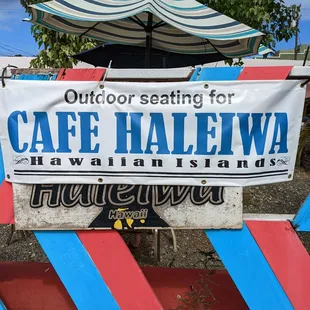 Outdoor seating for
CAFE HALEIWA
Hawaiian Islands
Haleiwa
Hawaii